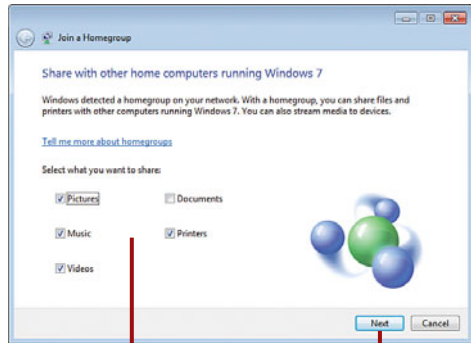 Join a Homegroup
Share with other home computers running Windows 7
Windows detected a homegroup on your network. With a homegroup, you can share files and
printers with other computers running Windows 7. You can also stream media to devices.
Tell me more about homegroups
Select what you want to share:
Pictures
Documents
Music
Printers
Videos
Next
Cancel